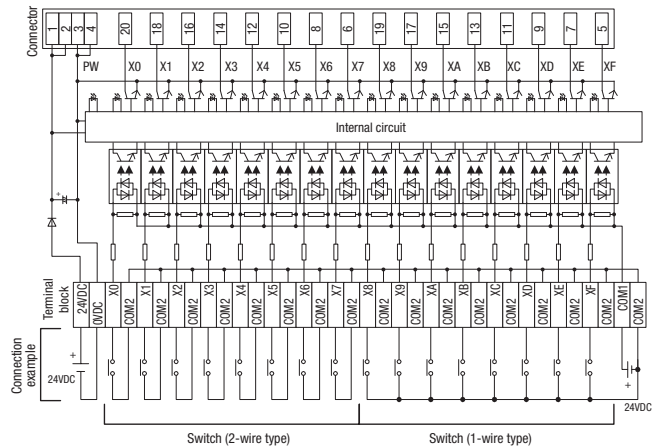 Connector
1 2 3 4 20 18 16 14 12 10 8 6 19 17 15 13 11 9 7 5
PW X0 X1 X2 X3 X4 X5 X6 X7 X8 X9 XA XB XC XD XE XF
Internal circuit
+
Terminal
block
24VDC 0VDC X0 COM2 X1 COM2 X2 COM2 X3 COM2 X4 COM2 X5 COM2 X6 COM2 X7 COM2 X8 COM2 X9 COM2 XA COM2 XB COM2 XC COM2 XD COM2 XE COM2 XF COM2 COM1 COM2
Connection
example
+
24VDC
+
24VDC
Switch (2-wire type) Switch (1-wire type)